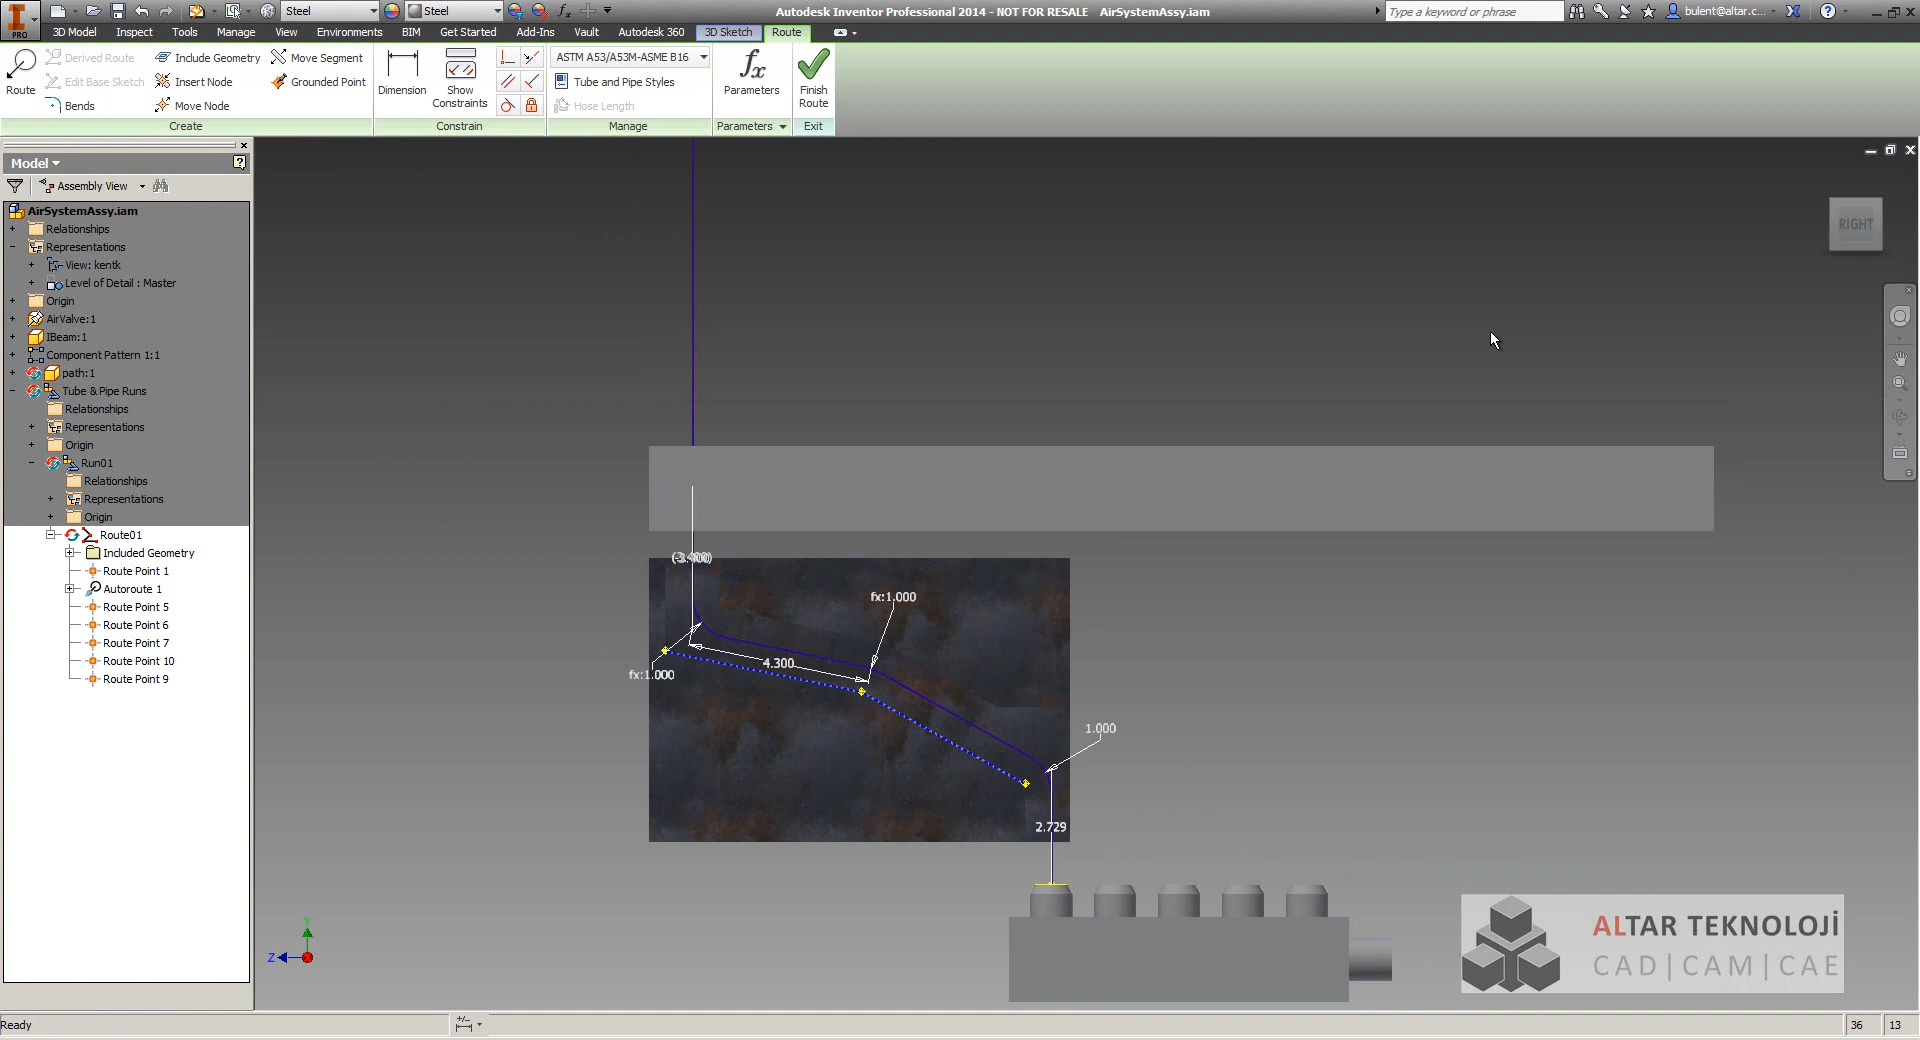 PRO
Steel
Steel
Autodesk Inventor Professional 2014 - NOT FOR RESALE AirSystemAssy.iam
Type a keyword or phrase
bulent@altar.c...
3D Model Inspect Tools Manage View Environments BIM Get Started Add-Ins Vault Autodesk 360 3D Sketch Route
Route
Derived Route
Edit Base Sketch
Bends
Include Geometry
Insert Node
Move Node
Move Segment
Grounded Point
Create
Dimension
Show Constraints
Constrain
ASTM A53/A53M-ASME B16
Tube and Pipe Styles
Hose Length
Manage
fx
Parameters
Parameters
Finish Route
Exit
Model
Assembly View
AirSystemAssy.iam
Relationships
Representations
View: kentk
Level of Detail : Master
Origin
AirValve:1
IBeam:1
Component Pattern 1:1
path:1
Tube & Pipe Runs
Relationships
Representations
Origin
Run01
Relationships
Representations
Origin
Route01
Included Geometry
Route Point 1
Autoroute 1
Route Point 5
Route Point 6
Route Point 7
Route Point 10
Route Point 9
RIGHT
fx:1.000
4.300
fx:1.000
1.000
2.729
Y
Z
ALTAR TEKNOLOJİ
CAD|CAM|CAE
Ready
36 13